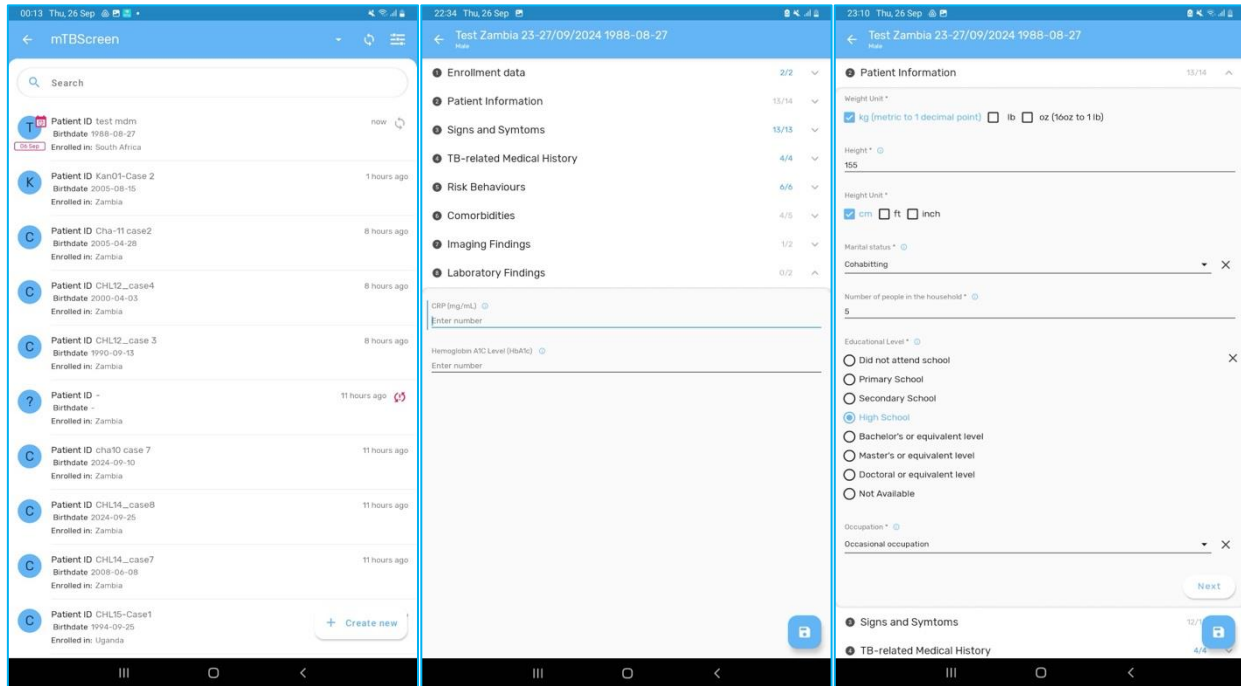 00:13 Thu, 26 Sep
mTBScreen
Search
T
Patient ID test mdm
now
Birthdate 1988-08-27
Enrolled in: South Africa
K
Patient ID Kan01-Case 2
1 hours ago
Birthdate 2005-08-15
Enrolled in: Zambia
C
Patient ID Cha-11 case2
8 hours ago
Birthdate 2005-04-28
Enrolled in: Zambia
C
Patient ID CHL12_case4
8 hours ago
Birthdate 2000-04-03
Enrolled in: Zambia
C
Patient ID CHL12_case 3
8 hours ago
Birthdate 1990-09-13
Enrolled in: Zambia
?
Patient ID -
11 hours ago
Birthdate -
Enrolled in: Zambia
C
Patient ID cha10 case 7
11 hours ago
Birthdate 2024-09-10
Enrolled in: Zambia
C
Patient ID CHL14_case8
11 hours ago
Birthdate 2024-09-25
Enrolled in: Zambia
C
Patient ID CHL14_case7
11 hours ago
Birthdate 2008-06-08
Enrolled in: Zambia
C
Patient ID CHL15-Case1
Birthdate 1994-09-25
Enrolled in: Uganda
+ Create new
22:34 Thu, 26 Sep
Test Zambia 23-27/09/2024 1988-08-27
Male
1 Enrollment data 2/2
2 Patient Information 13/14
3 Signs and Symtoms 13/13
4 TB-related Medical History 4/4
5 Risk Behaviours 6/6
6 Comorbidities 4/5
7 Imaging Findings 1/2
8 Laboratory Findings 0/2
CRP (mg/mL)
Enter number
Hemoglobin A1C Level (HbA1c)
Enter number
23:10 Thu, 26 Sep
Test Zambia 23-27/09/2024 1988-08-27
Male
2 Patient Information 13/14
Weight Unit *
kg (metric to 1 decimal point) lb oz (16oz to 1 lb)
Height *
155
Height Unit *
cm ft inch
Marital status *
Cohabitting
Number of people in the household *
5
Educational Level *
Did not attend school
Primary School
Secondary School
High School
Bachelor's or equivalent level
Master's or equivalent level
Doctoral or equivalent level
Not Available
Occupation *
Occasional occupation
Next
3 Signs and Symtoms
4 TB-related Medical History 4/4